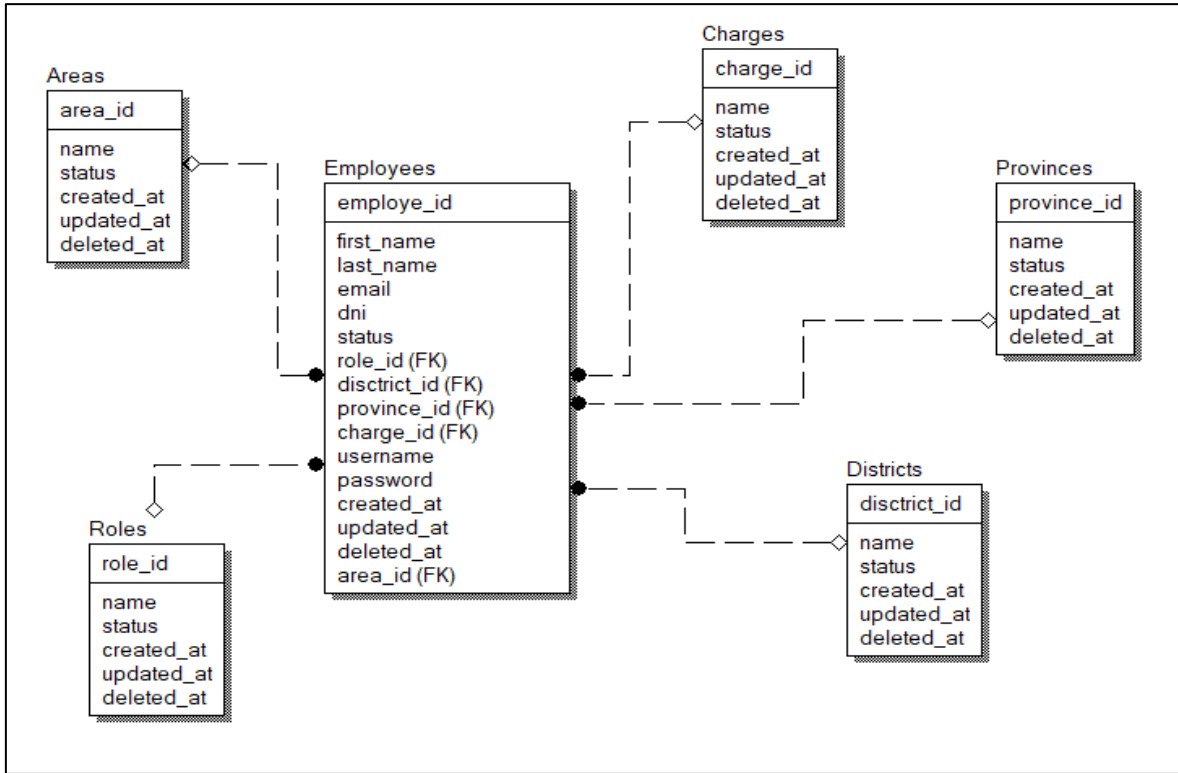 Areas
area_id
name
status
created_at
updated_at
deleted_at
Employees
employe_id
first_name
last_name
email
dni
status
role_id (FK)
disctrict_id (FK)
province_id (FK)
charge_id (FK)
username
password
created_at
updated_at
deleted_at
area_id (FK)
Charges
charge_id
name
status
created_at
updated_at
deleted_at
Provinces
province_id
name
status
created_at
updated_at
deleted_at
Roles
role_id
name
status
created_at
updated_at
deleted_at
Districts
disctrict_id
name
status
created_at
updated_at
deleted_at